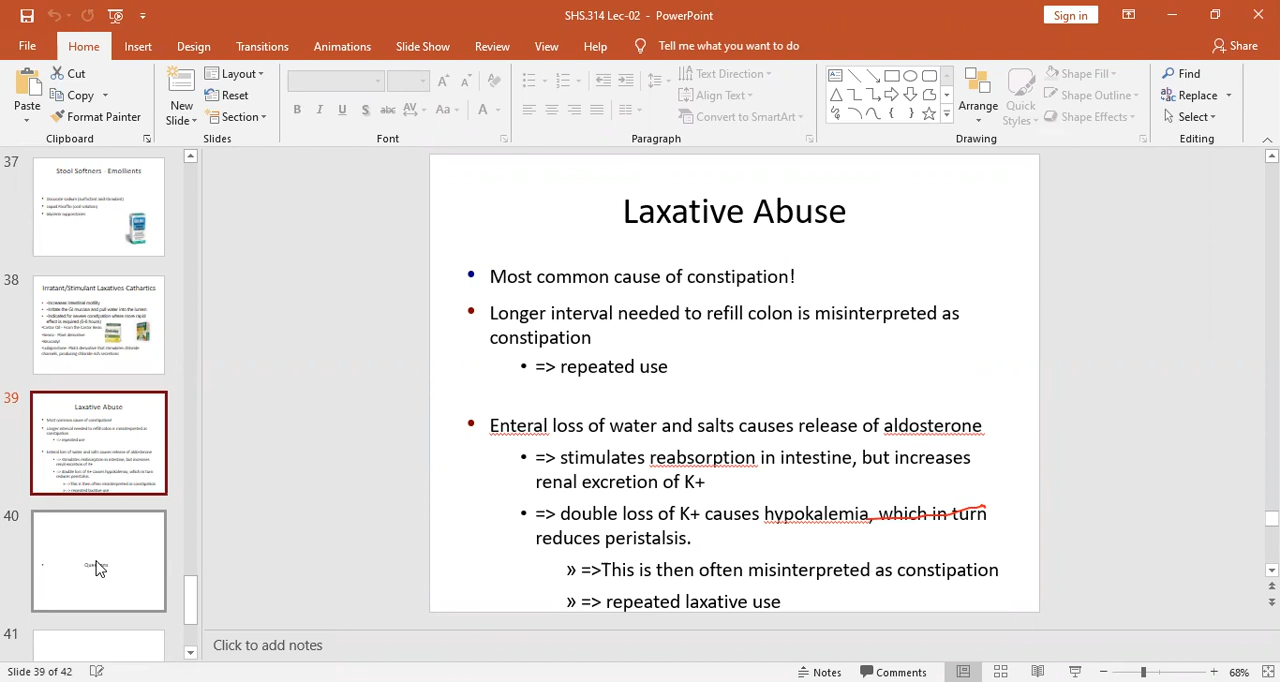 SHS.314 Lec-02 - PowerPoint
Sign in
File Home Insert Design Transitions Animations Slide Show Review View Help Tell me what you want to do Share
Paste
Cut
Copy
Format Painter
Clipboard
New Slide
Layout
Reset
Section
Slides
B I U S abc AV Aa A
Font
Text Direction
Align Text
Convert to SmartArt
Paragraph
Arrange
Quick Styles
Shape Fill
Shape Outline
Shape Effects
Drawing
Find
Replace
Select
Editing
37
Stool Softners Emollients
38
Irratant/Stimulant Laxatives Cathartics
39
Laxative Abuse
40
41
Laxative Abuse
• Most common cause of constipation!
• Longer interval needed to refill colon is misinterpreted as
constipation
• => repeated use
• Enteral loss of water and salts causes release of aldosterone
• => stimulates reabsorption in intestine, but increases
renal excretion of K+
• => double loss of K+ causes hypokalemia, which in turn
reduces peristalsis.
» =>This is then often misinterpreted as constipation
» => repeated laxative use
Click to add notes
Slide 39 of 42
Notes
Comments
68%